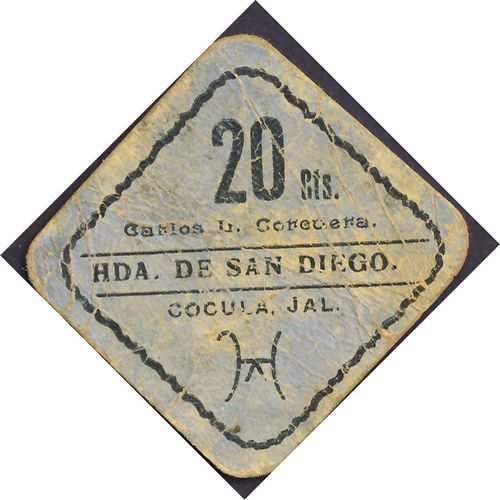 20 Cts.
Carlos L. Corcuera.
HDA. DE SAN DIEGO.
COCULA, JAL.